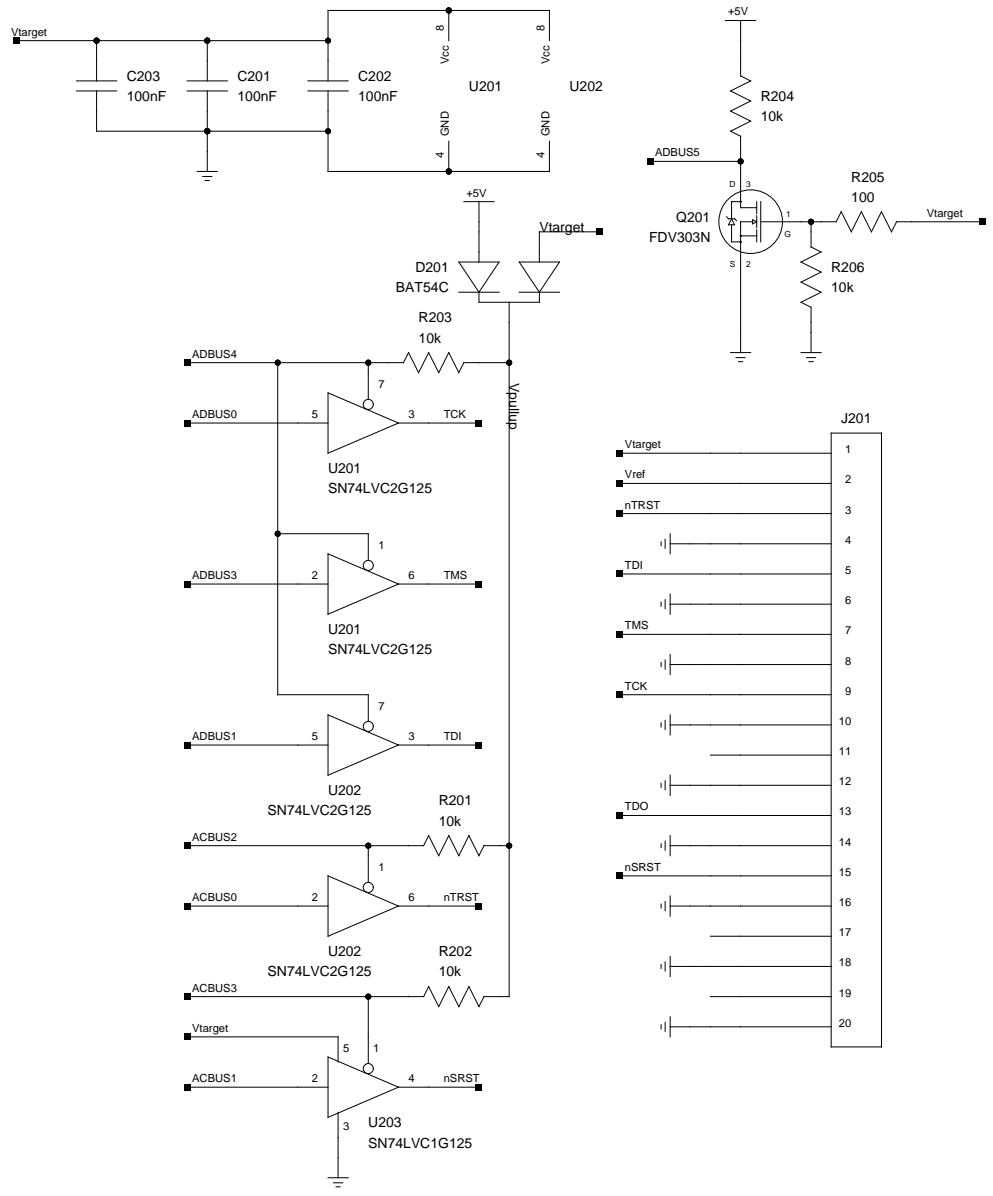 Vtarget
C203
100nF
C201
100nF
C202
100nF
8
Vcc
U201
GND
4
8
Vcc
U202
GND
4
+5V
R204
10k
ADBUS5
D 3
Q201
FDV303N
S 2
1
G
R205
100
Vtarget
R206
10k
+5V
Vtarget
D201
BAT54C
R203
10k
Vpullup
ADBUS4
7
ADBUS0 5 3 TCK
U201
SN74LVC2G125
1
ADBUS3 2 6 TMS
U201
SN74LVC2G125
7
ADBUS1 5 3 TDI
U202
SN74LVC2G125
R201
10k
ACBUS2
1
ACBUS0 2 6 nTRST
U202
SN74LVC2G125
R202
10k
ACBUS3
Vtarget
5 1
ACBUS1 2 4 nSRST
3
U203
SN74LVC1G125
J201
Vtarget 1
Vref 2
nTRST 3
4
TDI 5
6
TMS 7
8
TCK 9
10
11
12
TDO 13
14
nSRST 15
16
17
18
19
20